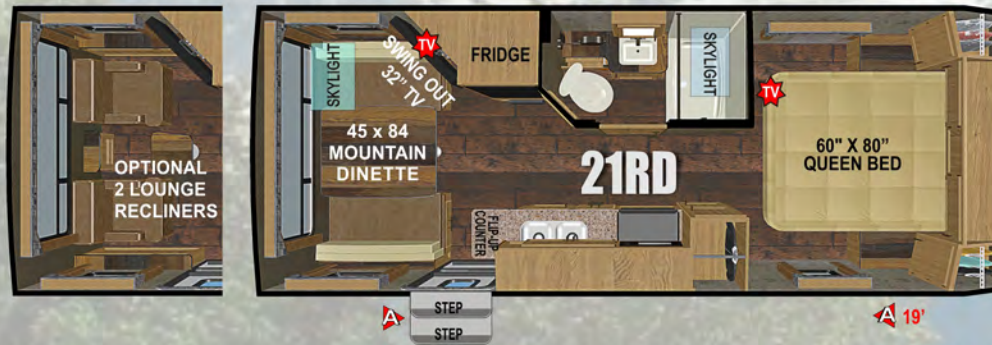 OPTIONAL
2 LOUNGE
RECLINERS
SKYLIGHT
TV
SWING OUT
32" TV
FRIDGE
SKYLIGHT
TV
45 x 84
MOUNTAIN
DINETTE
21RD
60" X 80"
QUEEN BED
FLIP-UP
COUNTER
STEP
STEP
A
A 19'